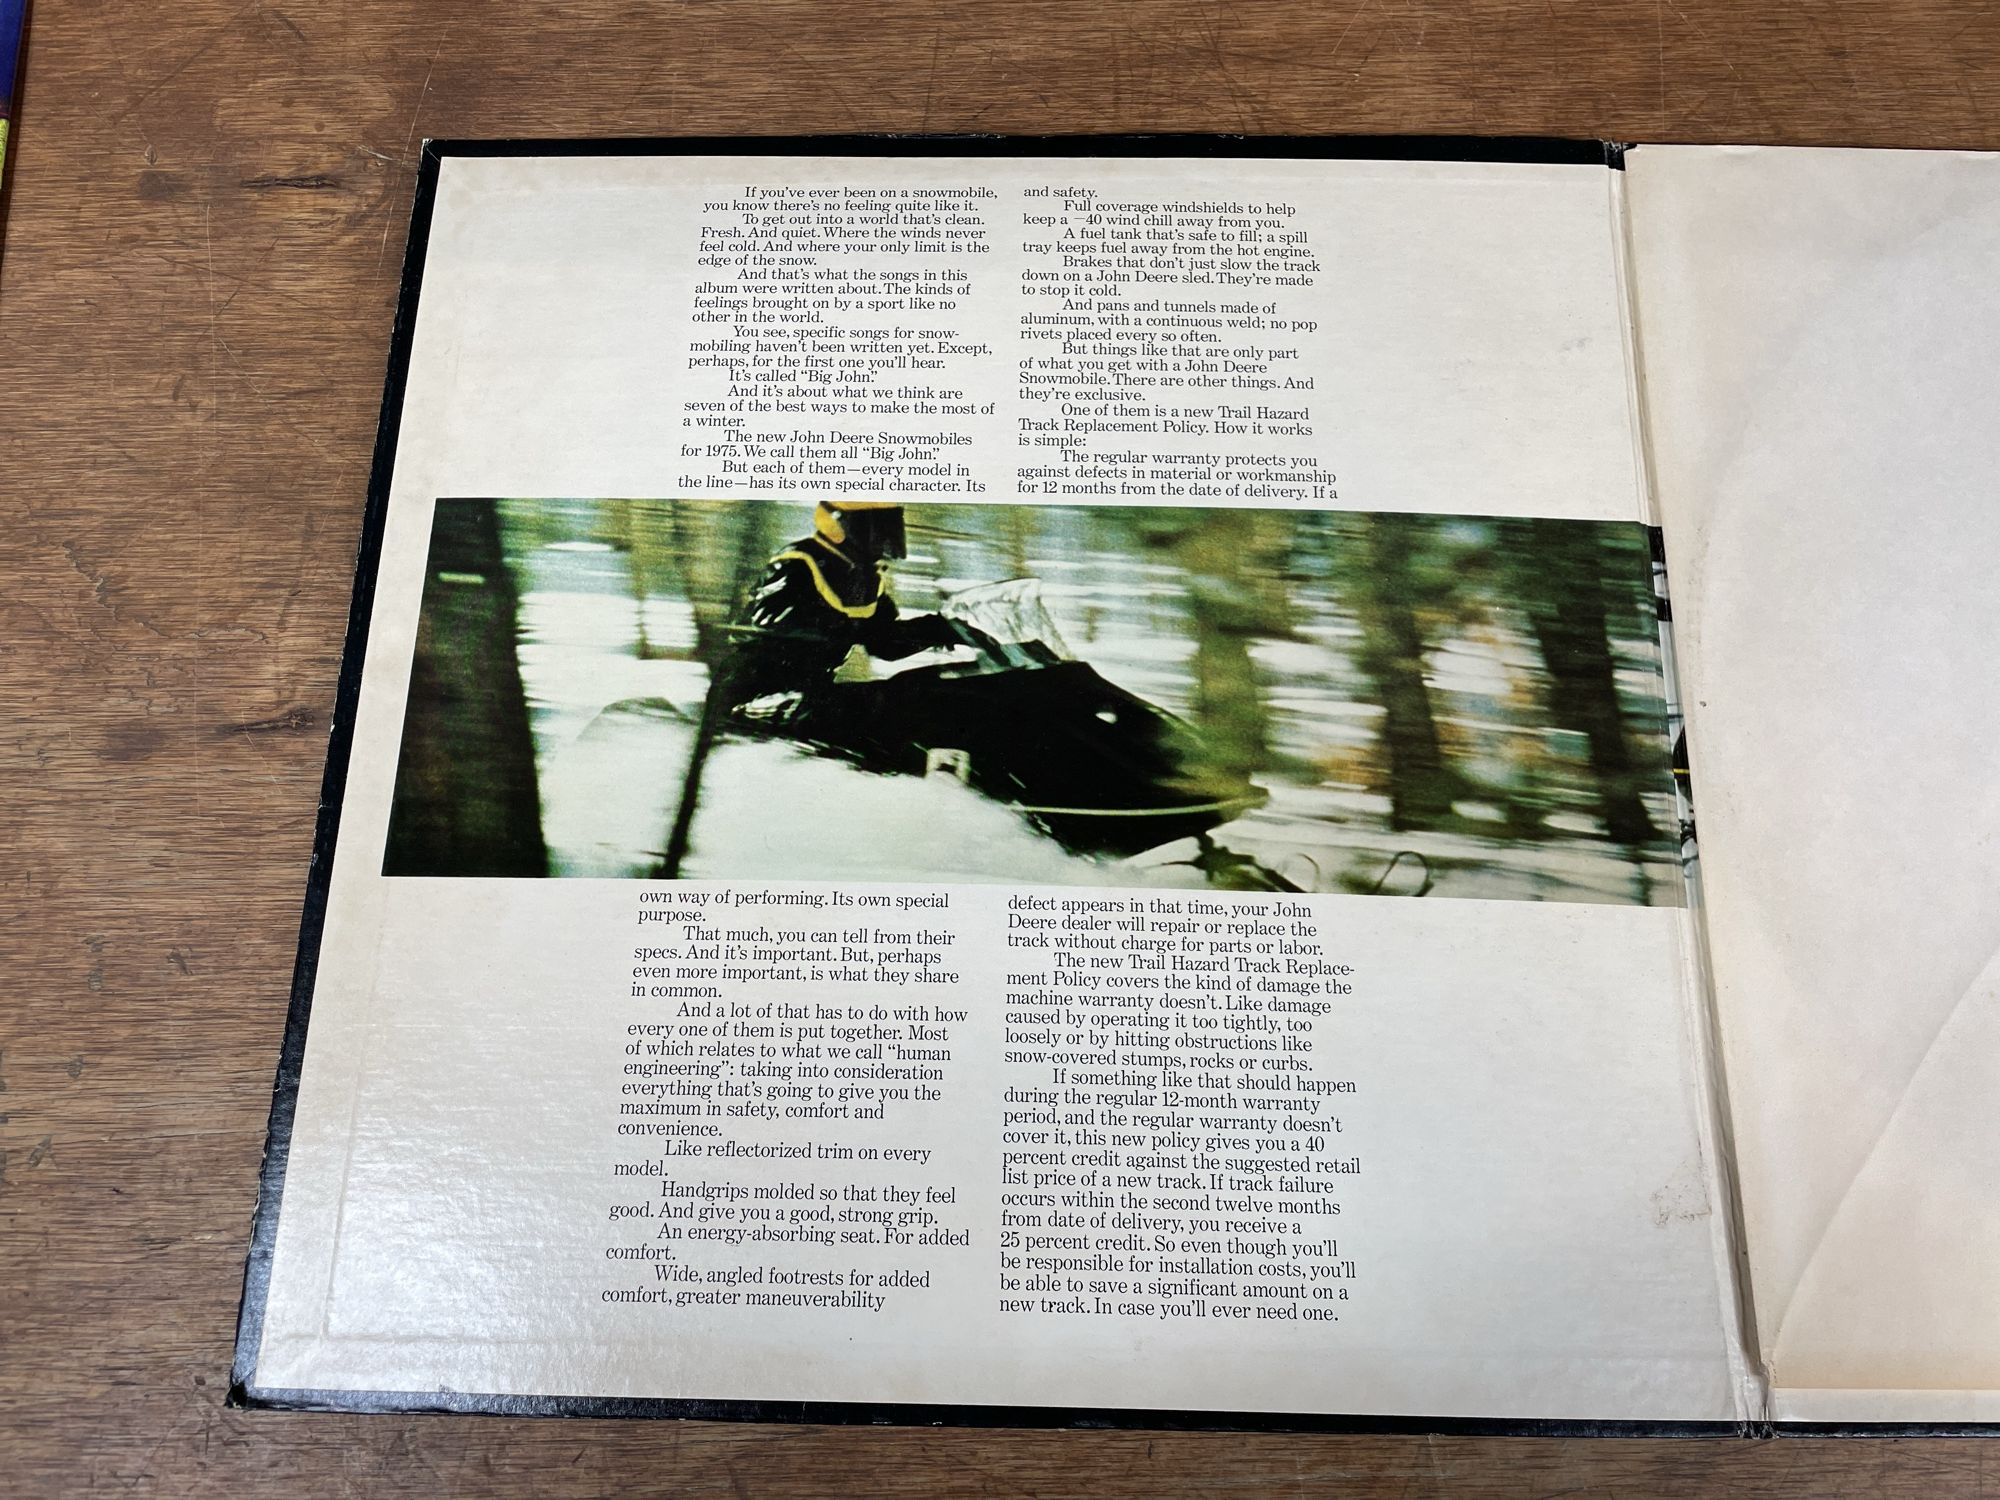 If you've ever been on a snowmobile,
you know there's no feeling quite like it.
To get out into a world that's clean.
Fresh. And quiet. Where the winds never
feel cold. And where your only limit is the
edge of the snow.
And that's what the songs in this
album were written about. The kinds of
feelings brought on by a sport like no
other in the world.
You see, specific songs for snow-
mobiling haven't been written yet. Except,
perhaps, for the first one you'll hear.
It's called “Big John.”
And it's about what we think are
seven of the best ways to make the most of
a winter.
The new John Deere Snowmobiles
for 1975. We call them all “Big John.”
But each of them—every model in
the line—has its own special character. Its
own way of performing. Its own special
purpose.
That much, you can tell from their
specs. And it's important. But, perhaps
even more important, is what they share
in common.
And a lot of that has to do with how
every one of them is put together. Most
of which relates to what we call “human
engineering”: taking into consideration
everything that's going to give you the
maximum in safety, comfort and
convenience.
Like reflectorized trim on every
model.
Handgrips molded so that they feel
good. And give you a good, strong grip.
An energy-absorbing seat. For added
comfort.
Wide, angled footrests for added
comfort, greater maneuverability
and safety.
Full coverage windshields to help
keep a −40 wind chill away from you.
A fuel tank that's safe to fill; a spill
tray keeps fuel away from the hot engine.
Brakes that don't just slow the track
down on a John Deere sled. They're made
to stop it cold.
And pans and tunnels made of
aluminum, with a continuous weld; no pop
rivets placed every so often.
But things like that are only part
of what you get with a John Deere
Snowmobile. There are other things. And
they're exclusive.
One of them is a new Trail Hazard
Track Replacement Policy. How it works
is simple:
The regular warranty protects you
against defects in material or workmanship
for 12 months from the date of delivery. If a
defect appears in that time, your John
Deere dealer will repair or replace the
track without charge for parts or labor.
The new Trail Hazard Track Replace-
ment Policy covers the kind of damage the
machine warranty doesn't. Like damage
caused by operating it too tightly, too
loosely or by hitting obstructions like
snow-covered stumps, rocks or curbs.
If something like that should happen
during the regular 12-month warranty
period, and the regular warranty doesn't
cover it, this new policy gives you a 40
percent credit against the suggested retail
list price of a new track. If track failure
occurs within the second twelve months
from date of delivery, you receive a
25 percent credit. So even though you'll
be responsible for installation costs, you'll
be able to save a significant amount on a
new track. In case you'll ever need one.